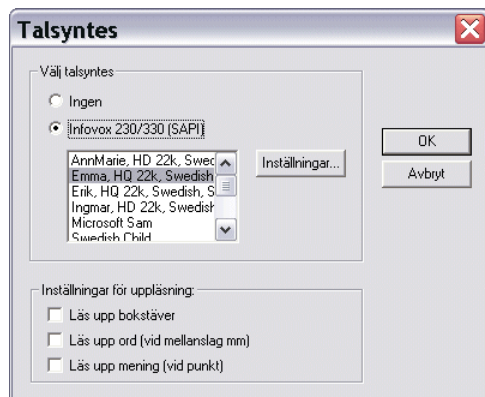 Talsyntes
Välj talsyntes
Ingen
Infovox 230/330 (SAPI)
AnnMarie, HD 22k, Swec
Emma, HQ 22k, Swedish
Erik, HQ 22k, Swedish, S
Ingmar, HD 22k, Swedish
Microsoft Sam
Swedish Child
Inställningar...
OK
Avbryt
Inställningar för uppläsning:
Läs upp bokstäver
Läs upp ord (vid mellanslag mm)
Läs upp mening (vid punkt)